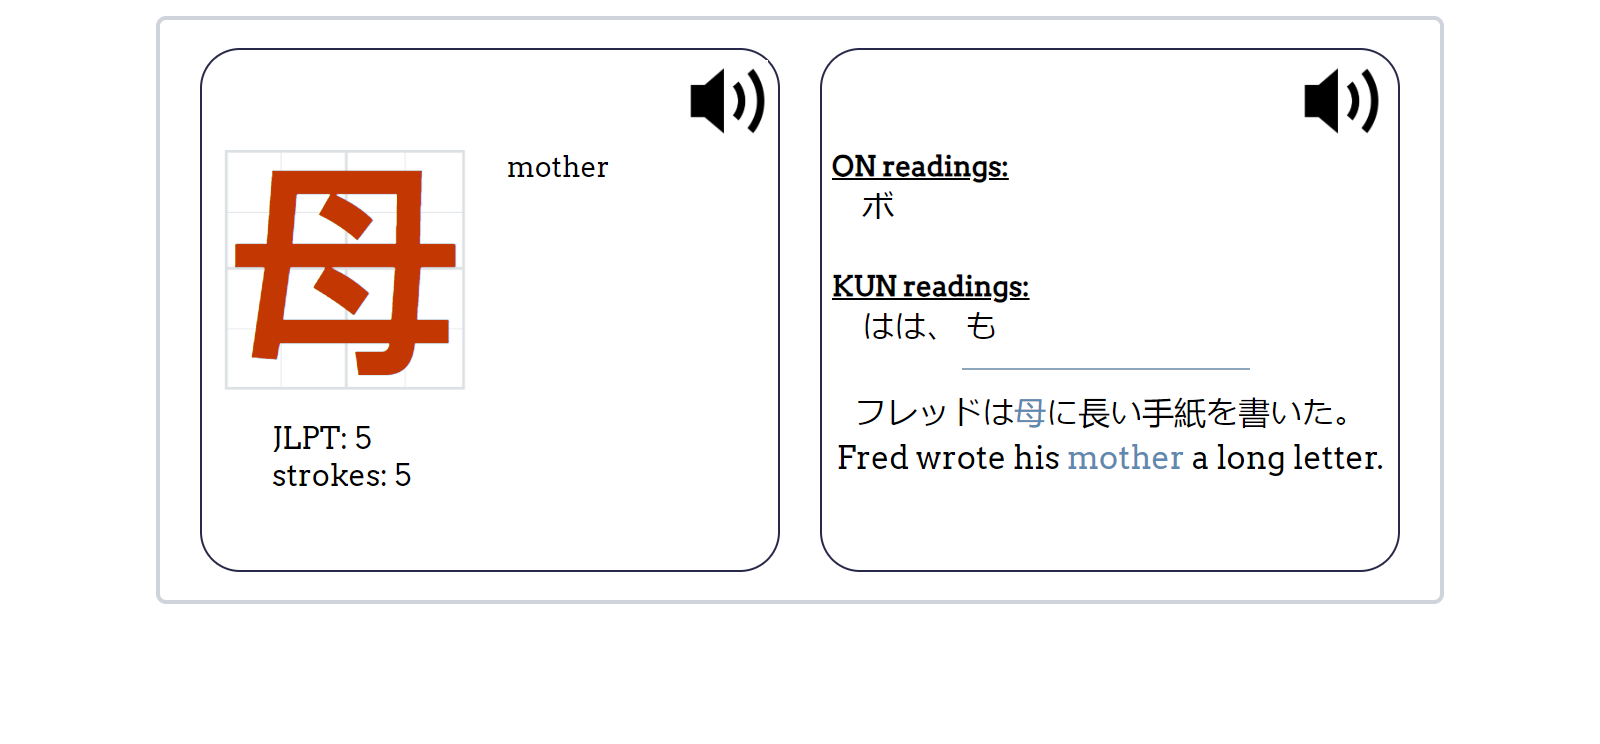 母
mother
JLPT: 5
strokes: 5
ON readings:
ボ
KUN readings:
はは、 も
フレッドは母に長い手紙を書いた。
Fred wrote his mother a long letter.